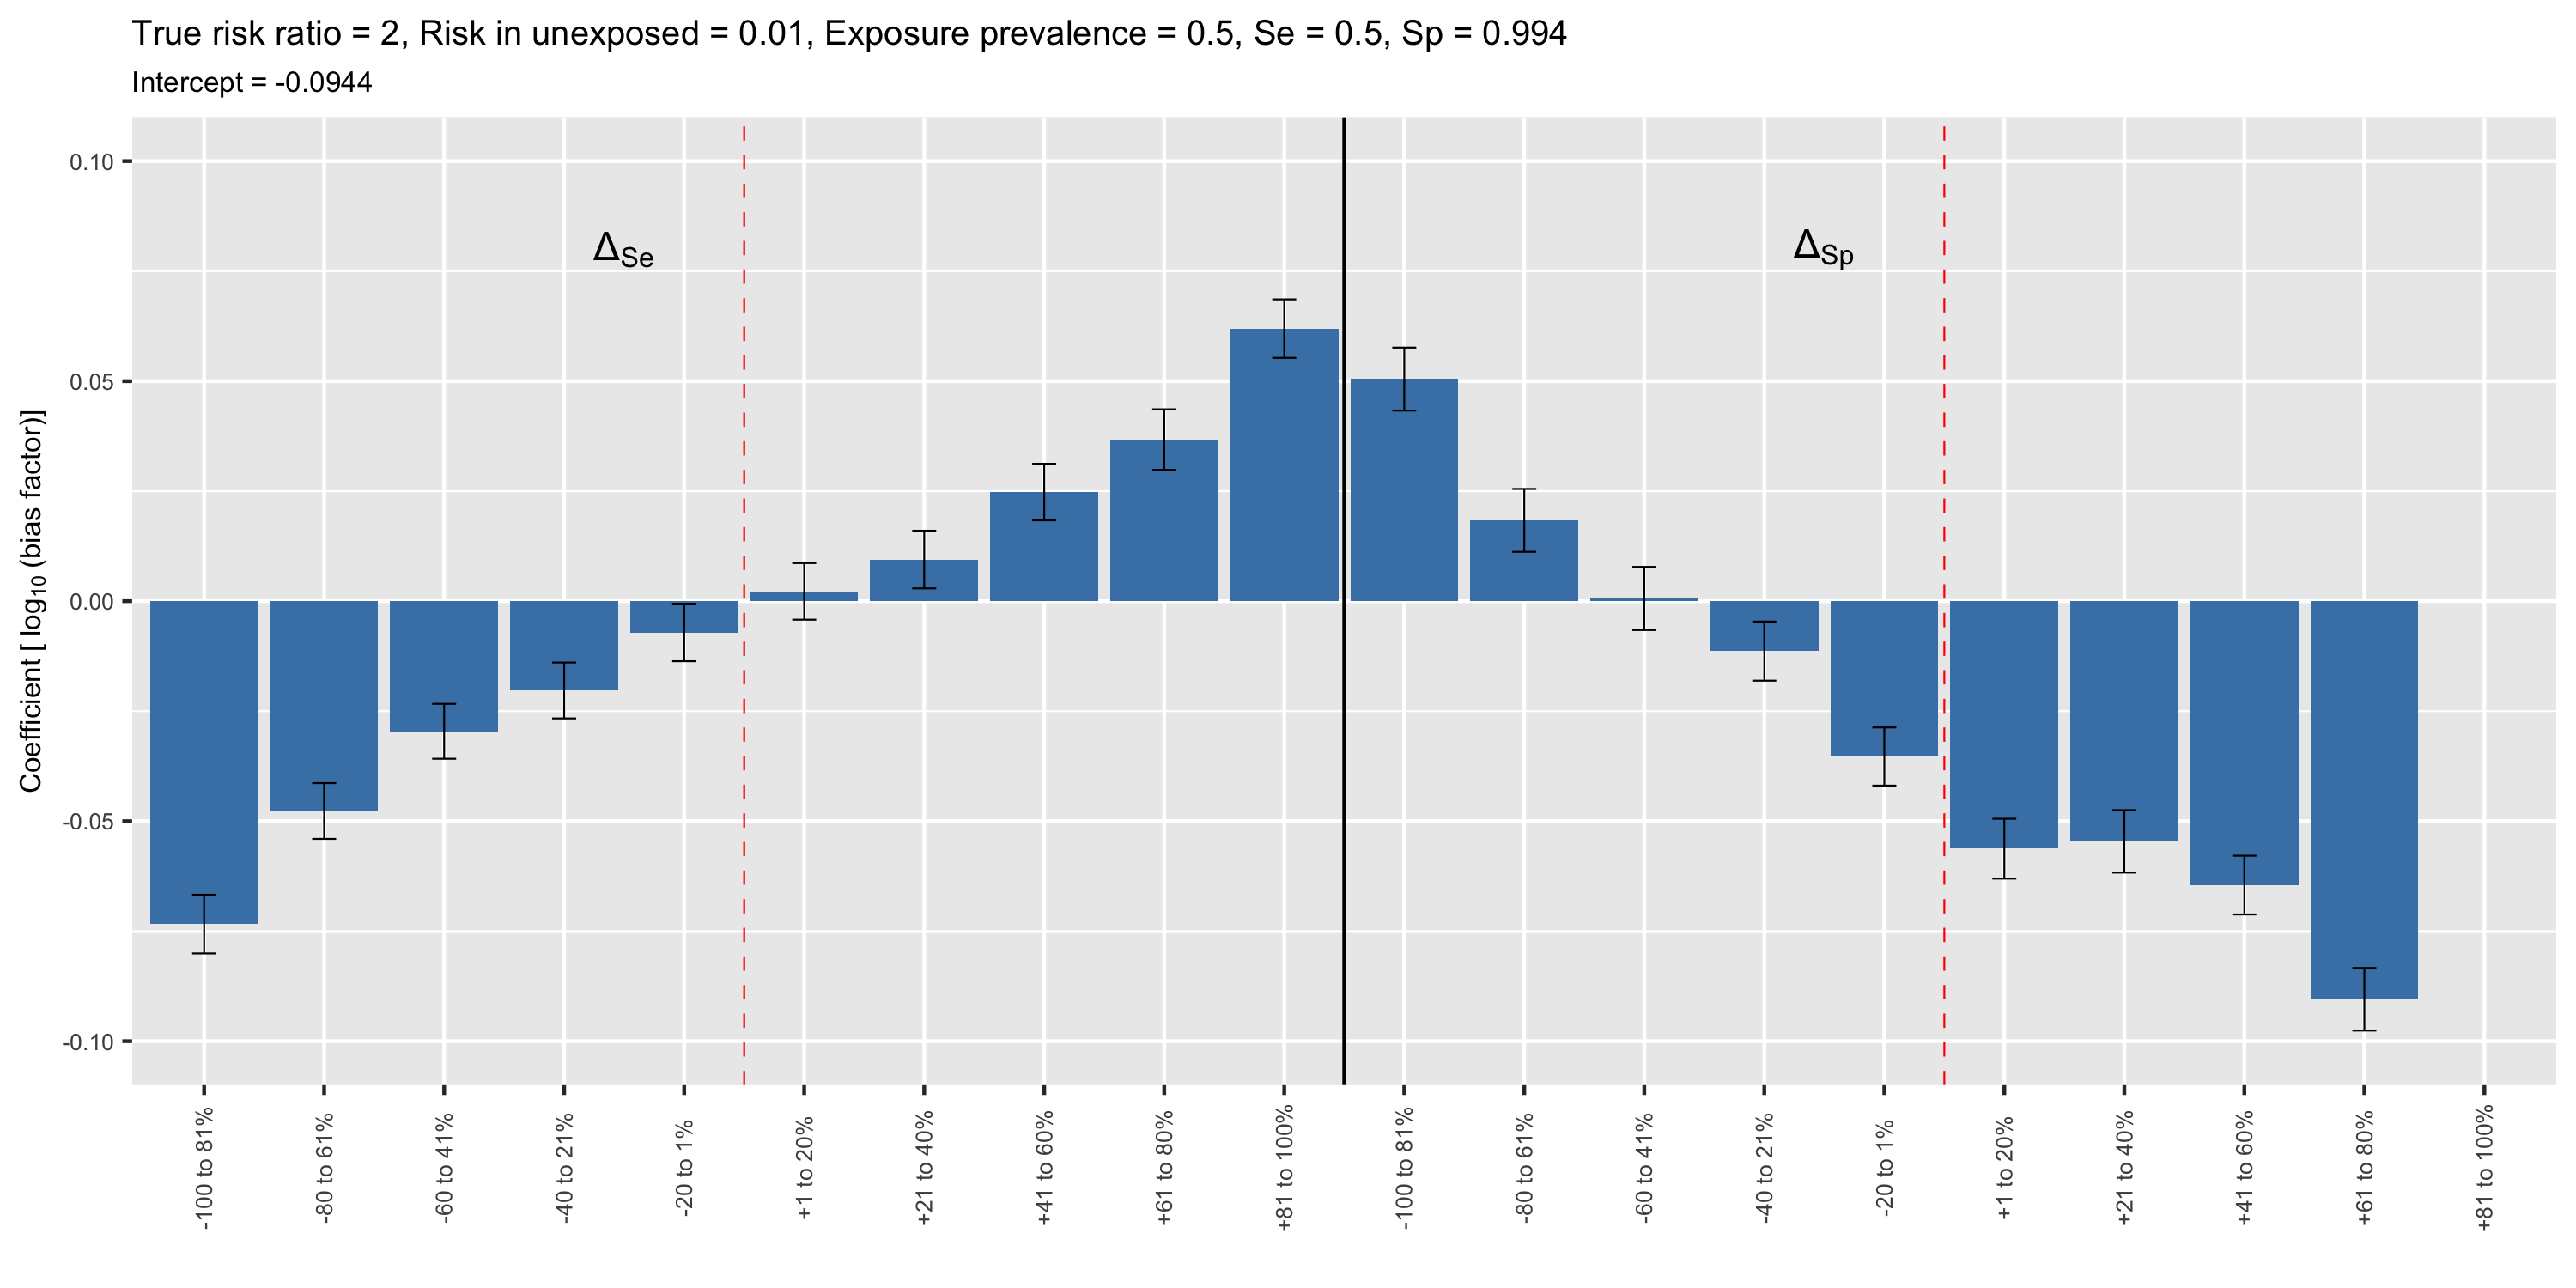 True risk ratio = 2, Risk in unexposed = 0.01, Exposure prevalence = 0.5, Se = 0.5, Sp = 0.994
Intercept = -0.0944
Coefficient [ log10 (bias factor)]
0.10
0.05
0.00
-0.05
-0.10
ΔSe
ΔSp
-100 to 81%
-80 to 61%
-60 to 41%
-40 to 21%
-20 to 1%
+1 to 20%
+21 to 40%
+41 to 60%
+61 to 80%
+81 to 100%
-100 to 81%
-80 to 61%
-60 to 41%
-40 to 21%
-20 to 1%
+1 to 20%
+21 to 40%
+41 to 60%
+61 to 80%
+81 to 100%